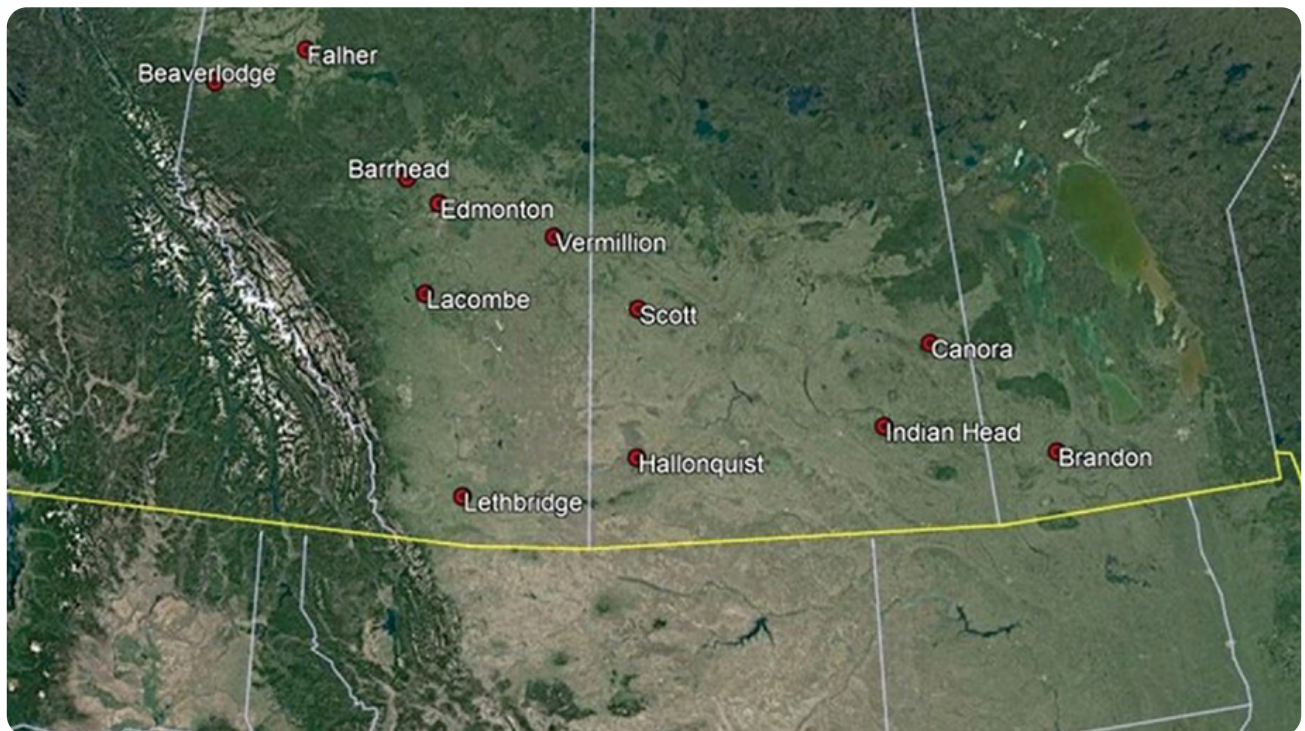 Falher
Beaverlodge
Barrhead
Edmonton
Vermillion
Lacombe
Scott
Canora
Indian Head
Brandon
Hallonquist
Lethbridge